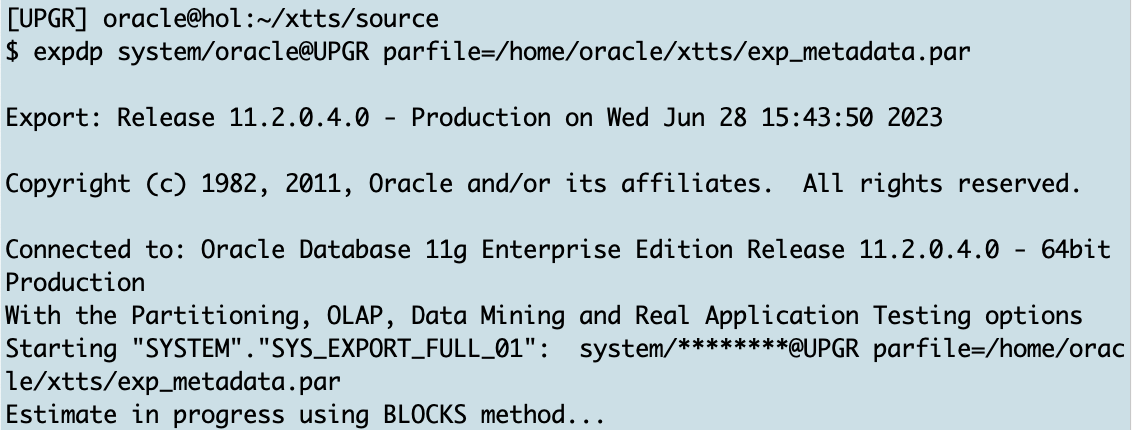 [UPGR] oracle@hol:~/xtts/source
$ expdp system/oracle@UPGR parfile=/home/oracle/xtts/exp_metadata.par
Export: Release 11.2.0.4.0 - Production on Wed Jun 28 15:43:50 2023
Copyright (c) 1982, 2011, Oracle and/or its affiliates.  All rights reserved.
Connected to: Oracle Database 11g Enterprise Edition Release 11.2.0.4.0 - 64bit
Production
With the Partitioning, OLAP, Data Mining and Real Application Testing options
Starting "SYSTEM"."SYS_EXPORT_FULL_01":  system/********@UPGR parfile=/home/orac
le/xtts/exp_metadata.par
Estimate in progress using BLOCKS method...